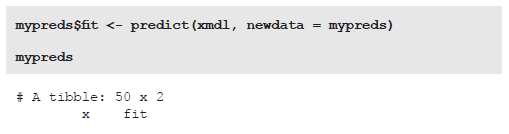 mypreds$fit <- predict(xmdl, newdata = mypreds)
mypreds
# A tibble: 50 x 2
x fit